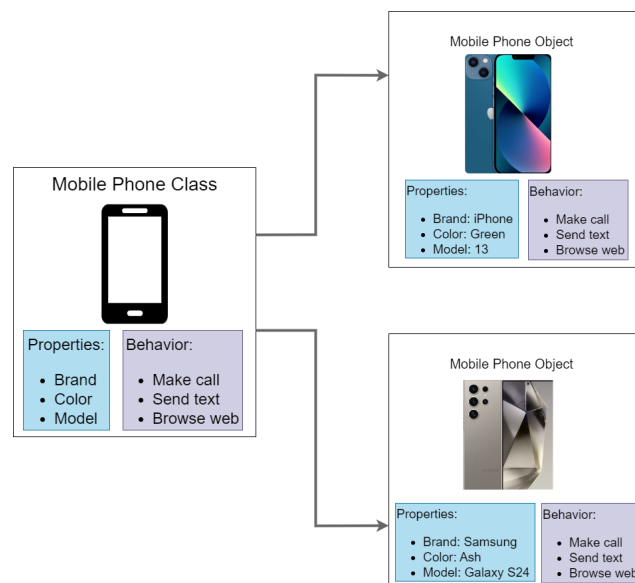 Mobile Phone Class
Properties:
• Brand
• Color
• Model
Behavior:
• Make call
• Send text
• Browse web
Mobile Phone Object
Properties:
• Brand: iPhone
• Color: Green
• Model: 13
Behavior:
• Make call
• Send text
• Browse web
Mobile Phone Object
Properties:
• Brand: Samsung
• Color: Ash
• Model: Galaxy S24
Behavior:
• Make call
• Send text
• Browse web